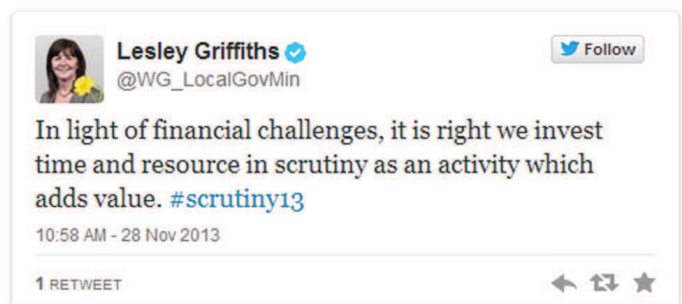 Lesley Griffiths
Follow
@WG_LocalGovMin
In light of financial challenges, it is right we invest
time and resource in scrutiny as an activity which
adds value. #scrutiny13
10:58 AM - 28 Nov 2013
1 RETWEET